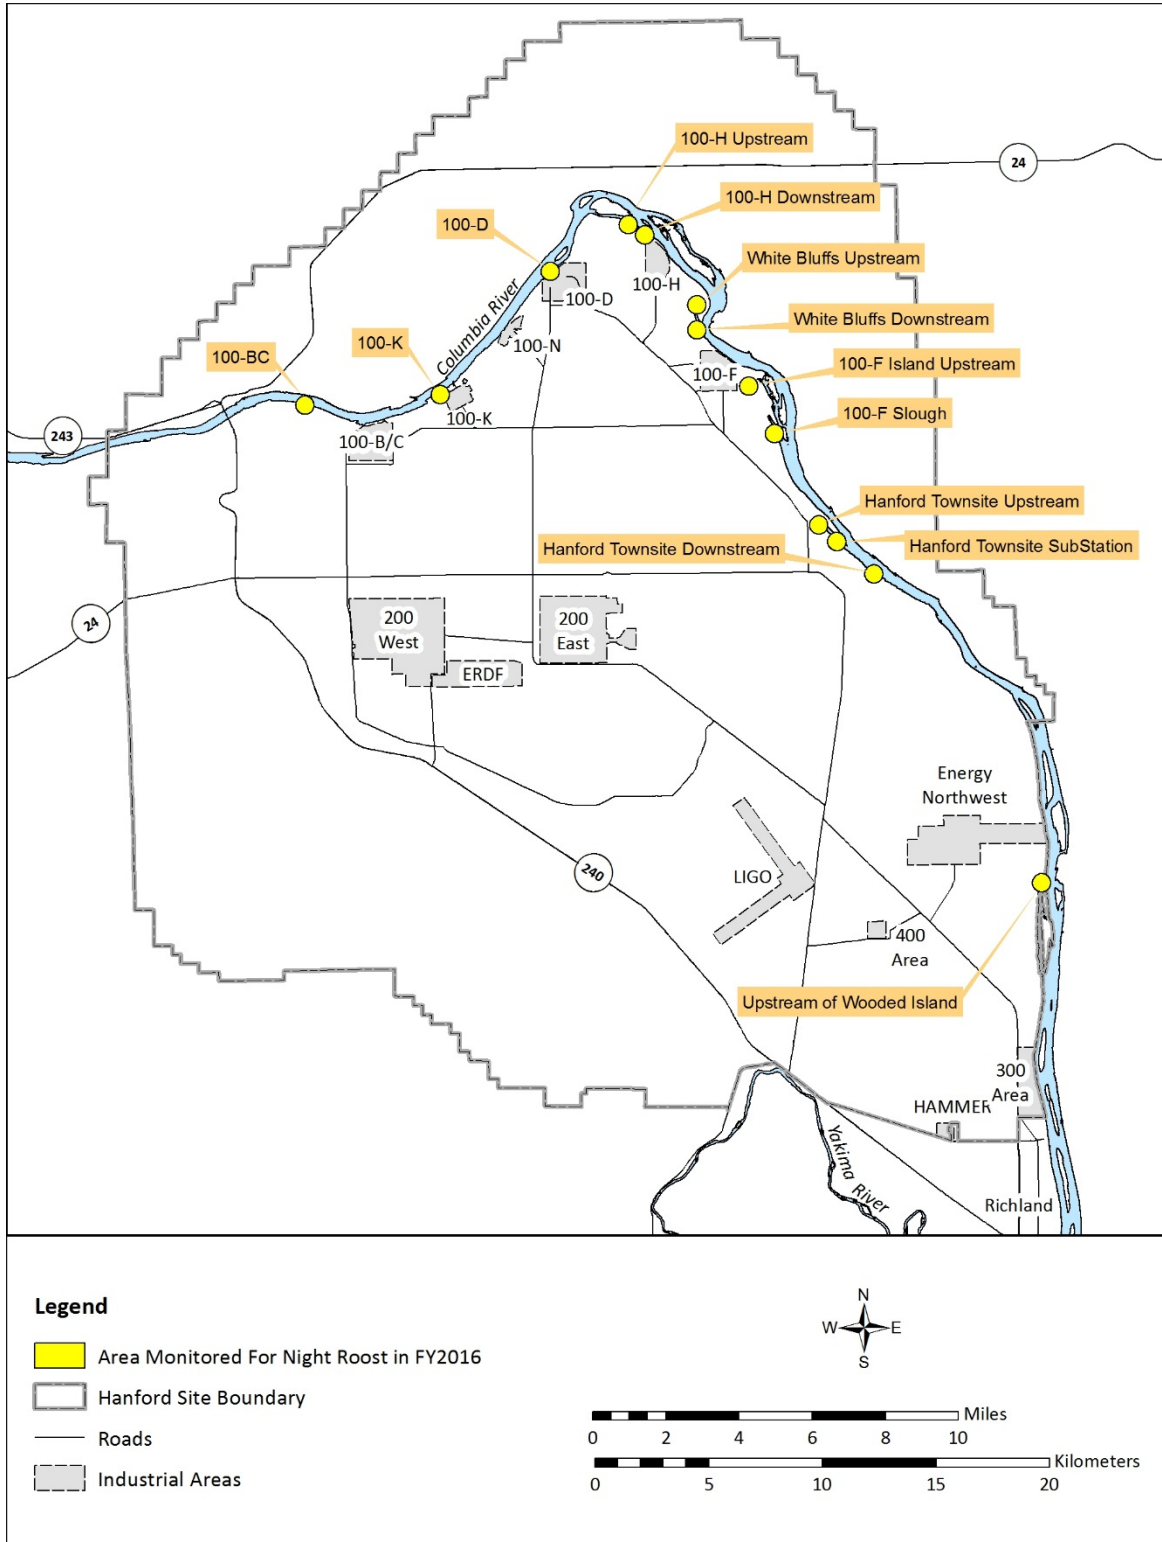 100-H Upstream
24
100-H Downstream
100-D
White Bluffs Upstream
100-H
100-D
Columbia River
White Bluffs Downstream
100-N
100-K
100-BC
100-F
100-F Island Upstream
100-K
100-F Slough
243
100-B/C
Hanford Townsite Upstream
Hanford Townsite SubStation
Hanford Townsite Downstream
24
200
West
200
East
ERDF
Energy
Northwest
240
LIGO
400
Area
Upstream of Wooded Island
300
Area
HAMMER
Yakima River
Richland
Legend
Area Monitored For Night Roost in FY2016
Hanford Site Boundary
Roads
Industrial Areas
N
W E
S
Miles
0 2 4 6 8 10
Kilometers
0 5 10 15 20